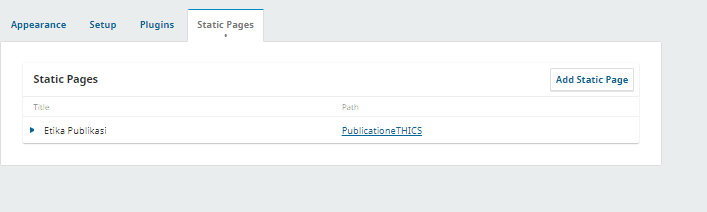 Appearance Setup Plugins Static Pages
Static Pages Add Static Page
Title Path
Etika Publikasi PublicationeTHICS